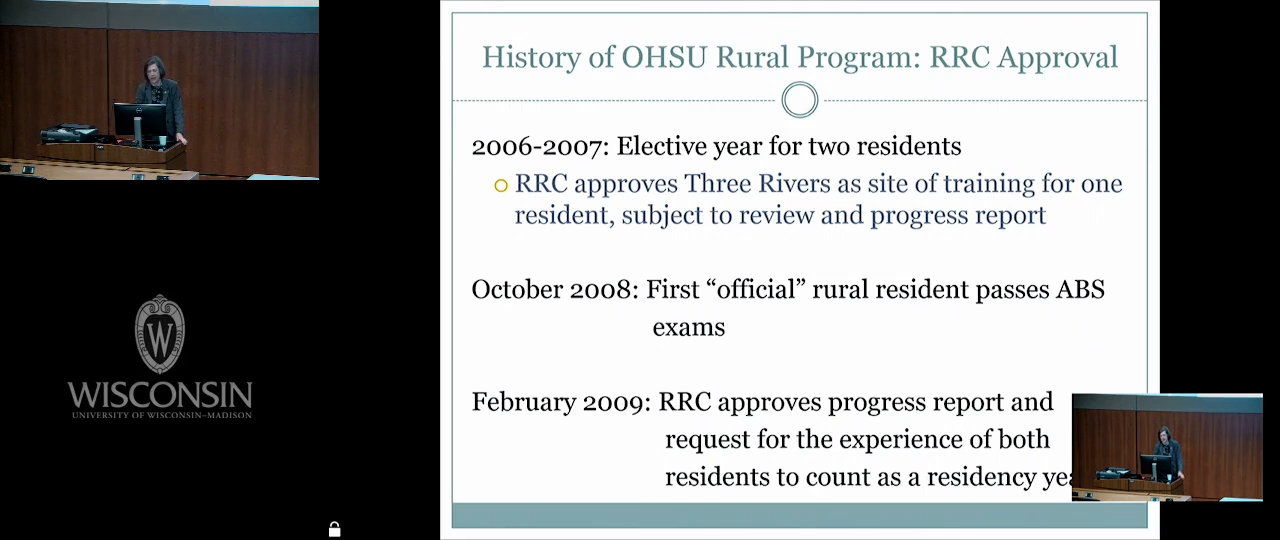 History of OHSU Rural Program: RRC Approval
2006-2007: Elective year for two residents
RRC approves Three Rivers as site of training for one
resident, subject to review and progress report
October 2008: First “official” rural resident passes ABS
exams
February 2009: RRC approves progress report and
request for the experience of both
residents to count as a residency
W
WISCONSIN
UNIVERSITY OF WISCONSIN–MADISON